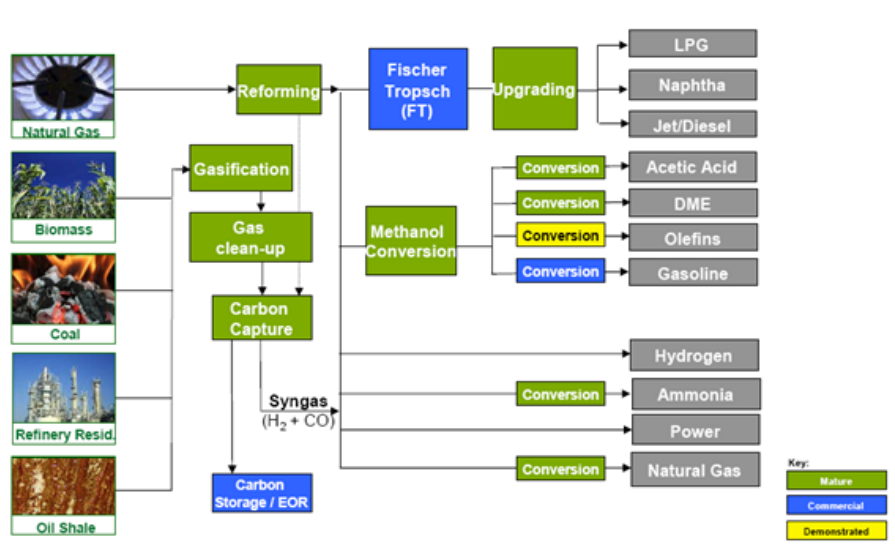 Natural Gas
Biomass
Coal
Refinery Resid.
Oil Shale
Reforming
Gasification
Gas
clean-up
Carbon
Capture
Syngas
(H₂ + CO)
Carbon
Storage / EOR
Fischer
Tropsch
(FT)
Upgrading
LPG
Naphtha
Jet/Diesel
Methanol
Conversion
Conversion
Acetic Acid
Conversion
DME
Conversion
Olefins
Conversion
Gasoline
Hydrogen
Conversion
Ammonia
Power
Conversion
Natural Gas
Key:
Mature
Commercial
Demonstrated